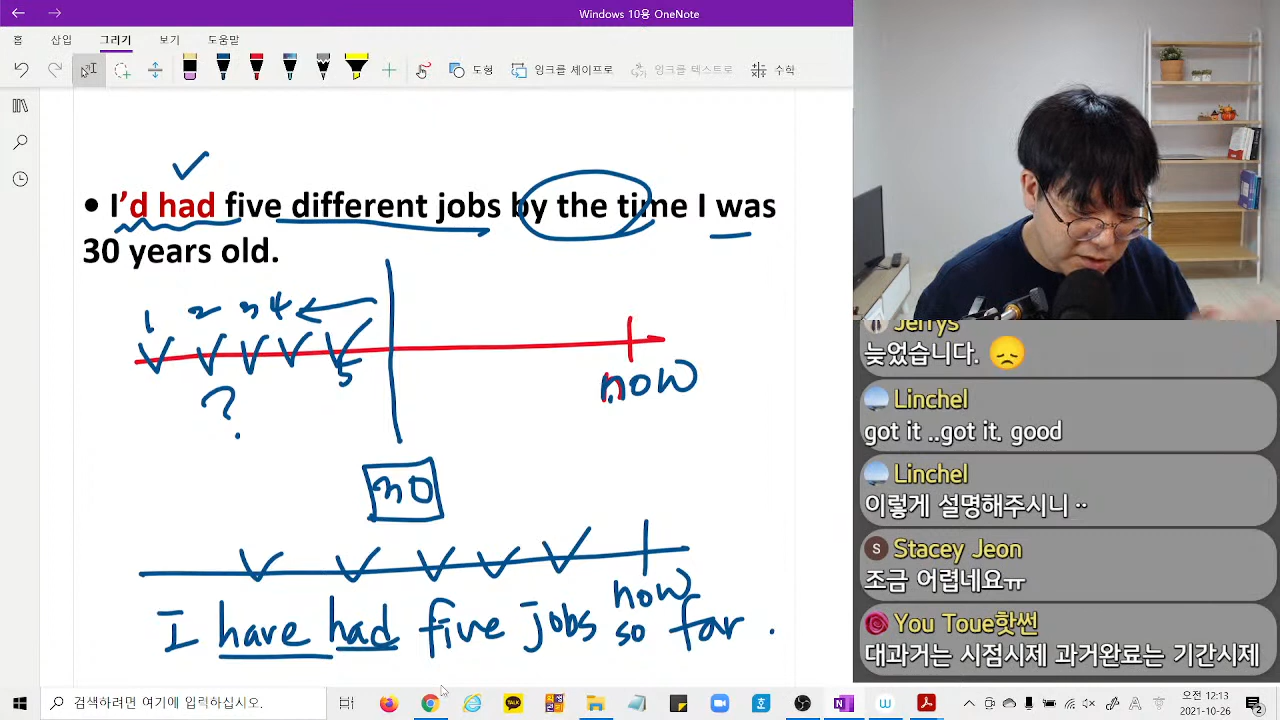 Windows 10용 OneNote
홈 삽입 그리기 보기 도움말
도형 잉크를 셰이프로 잉크를 텍스트로 수학
• I'd had five different jobs by the time I was
30 years old.
1 2 3 4
5
?
now
30
now
I have had five jobs so far.
Jerrys
늦었습니다. 😞
Linchel
got it ..got it. good
Linchel
이렇게 설명해주시니 ··
S Stacey Jeon
조금 어렵네요ㅠ
You Toue핫썬
대과거는 시점시제 과거완료는 기간시제
검색하려면 여기에 입력하십시오.
TALK
A 漢
오전 1:13
2021-10-26
2